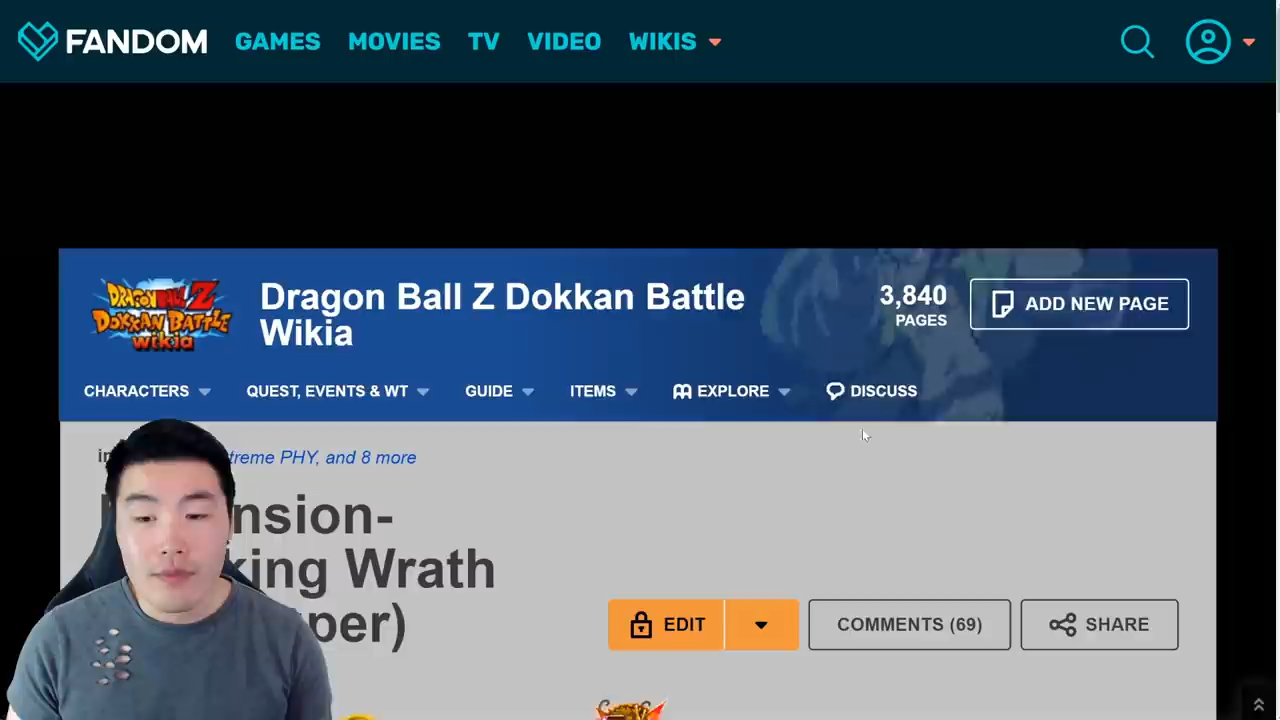 FANDOM GAMES MOVIES TV VIDEO WIKIS
DRAGON BALL Z
DOKKAN BATTLE
wikia
Dragon Ball Z Dokkan Battle
Wikia
3,840
PAGES
ADD NEW PAGE
CHARACTERS QUEST, EVENTS & WT GUIDE ITEMS EXPLORE DISCUSS
in treme PHY, and 8 more
nsion-
king Wrath
per)
EDIT COMMENTS (69) SHARE